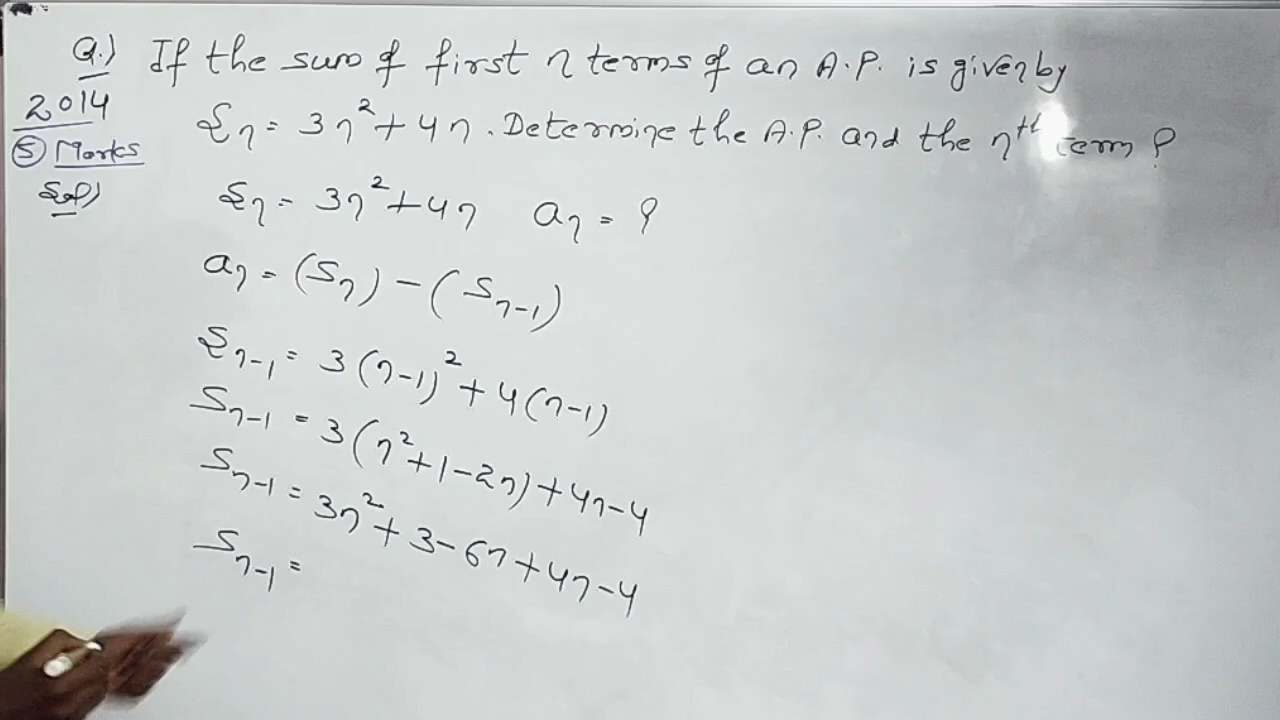 Q.) If the sum of first n terms of an A.P. is given by
2014
Sn = 3n² + 4n. Determine the A.P. and the nth term ?
⑤ Marks
Sol)
Sn = 3n² + 4n an = ?
an = (Sn) - (Sn-1)
Sn-1 = 3(n-1)² + 4(n-1)
Sn-1 = 3(n²+1-2n) + 4n-4
Sn-1 = 3n² + 3 - 6n + 4n - 4
Sn-1 =